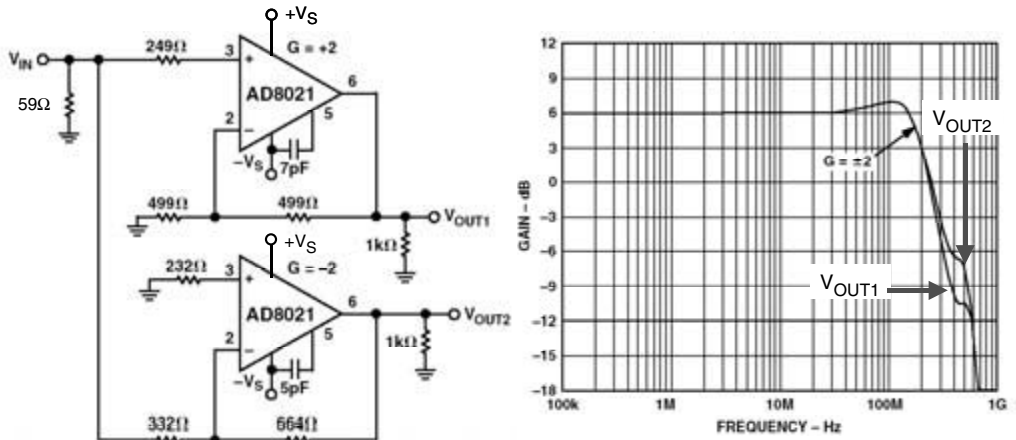 +VS
VIN
249Ω
3
G = +2
+
AD8021
6
59Ω
2
–
5
–VS
7pF
499Ω
499Ω
VOUT1
1kΩ
+VS
232Ω
3
G = –2
+
AD8021
6
VOUT2
2
–
5
1kΩ
–VS
5pF
332Ω
664Ω
12
9
6
3
0
–3
–6
–9
–12
–15
–18
GAIN – dB
G = ±2
VOUT2
VOUT1
100k
1M
10M
100M
1G
FREQUENCY – Hz